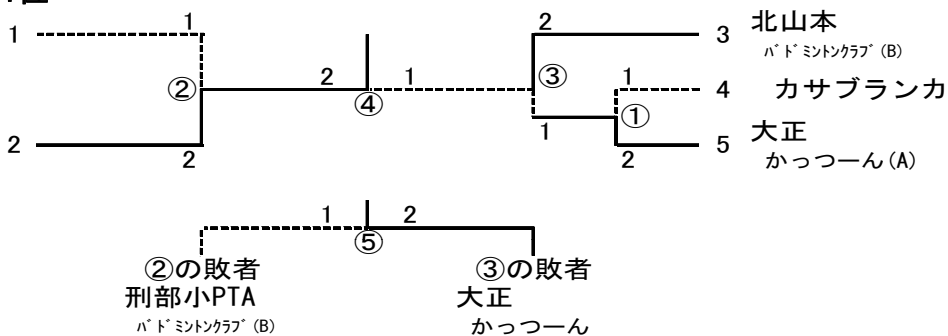 1 1 2 3 北山本
ﾊﾞﾄﾞﾐﾝﾄﾝｸﾗﾌﾞ(B)
② 2 1 ③ 1 4 カサブランカ
④ ①
2 2 1 2 5 大正
かっつーん(A)
1 2
⑤
②の敗者 ③の敗者
刑部小PTA 大正
ﾊﾞﾄﾞﾐﾝﾄﾝｸﾗﾌﾞ(B) かっつーん